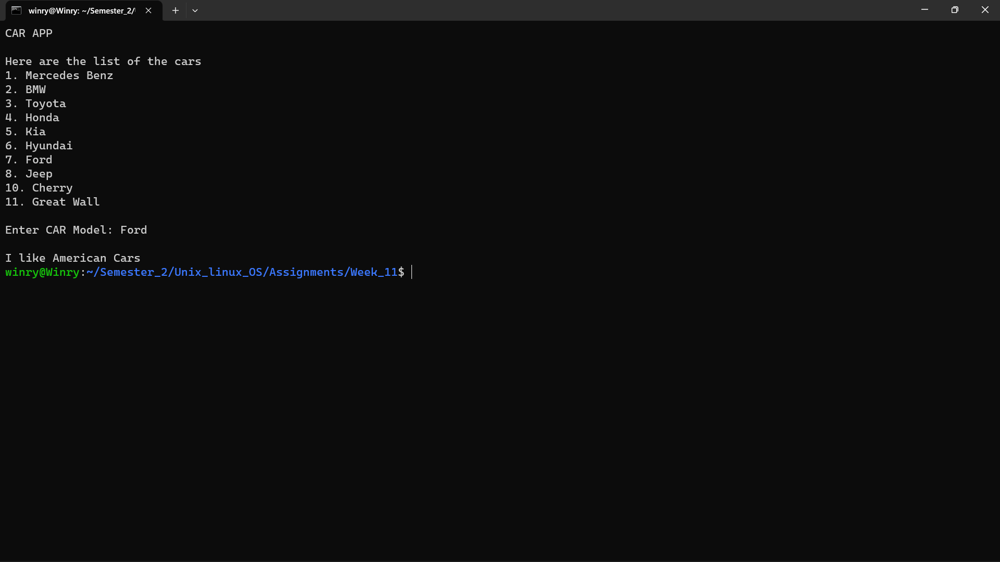 winry@Winry: ~/Semester_2/
CAR APP
Here are the list of the cars
1. Mercedes Benz
2. BMW
3. Toyota
4. Honda
5. Kia
6. Hyundai
7. Ford
8. Jeep
10. Cherry
11. Great Wall
Enter CAR Model: Ford
I like American Cars
winry@Winry:~/Semester_2/Unix_linux_OS/Assignments/Week_11$